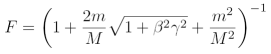 $F = \left(1 + \frac{2m}{M}\sqrt{1 + \beta^2\gamma^2} + \frac{m^2}{M^2}\right)^{-1}$